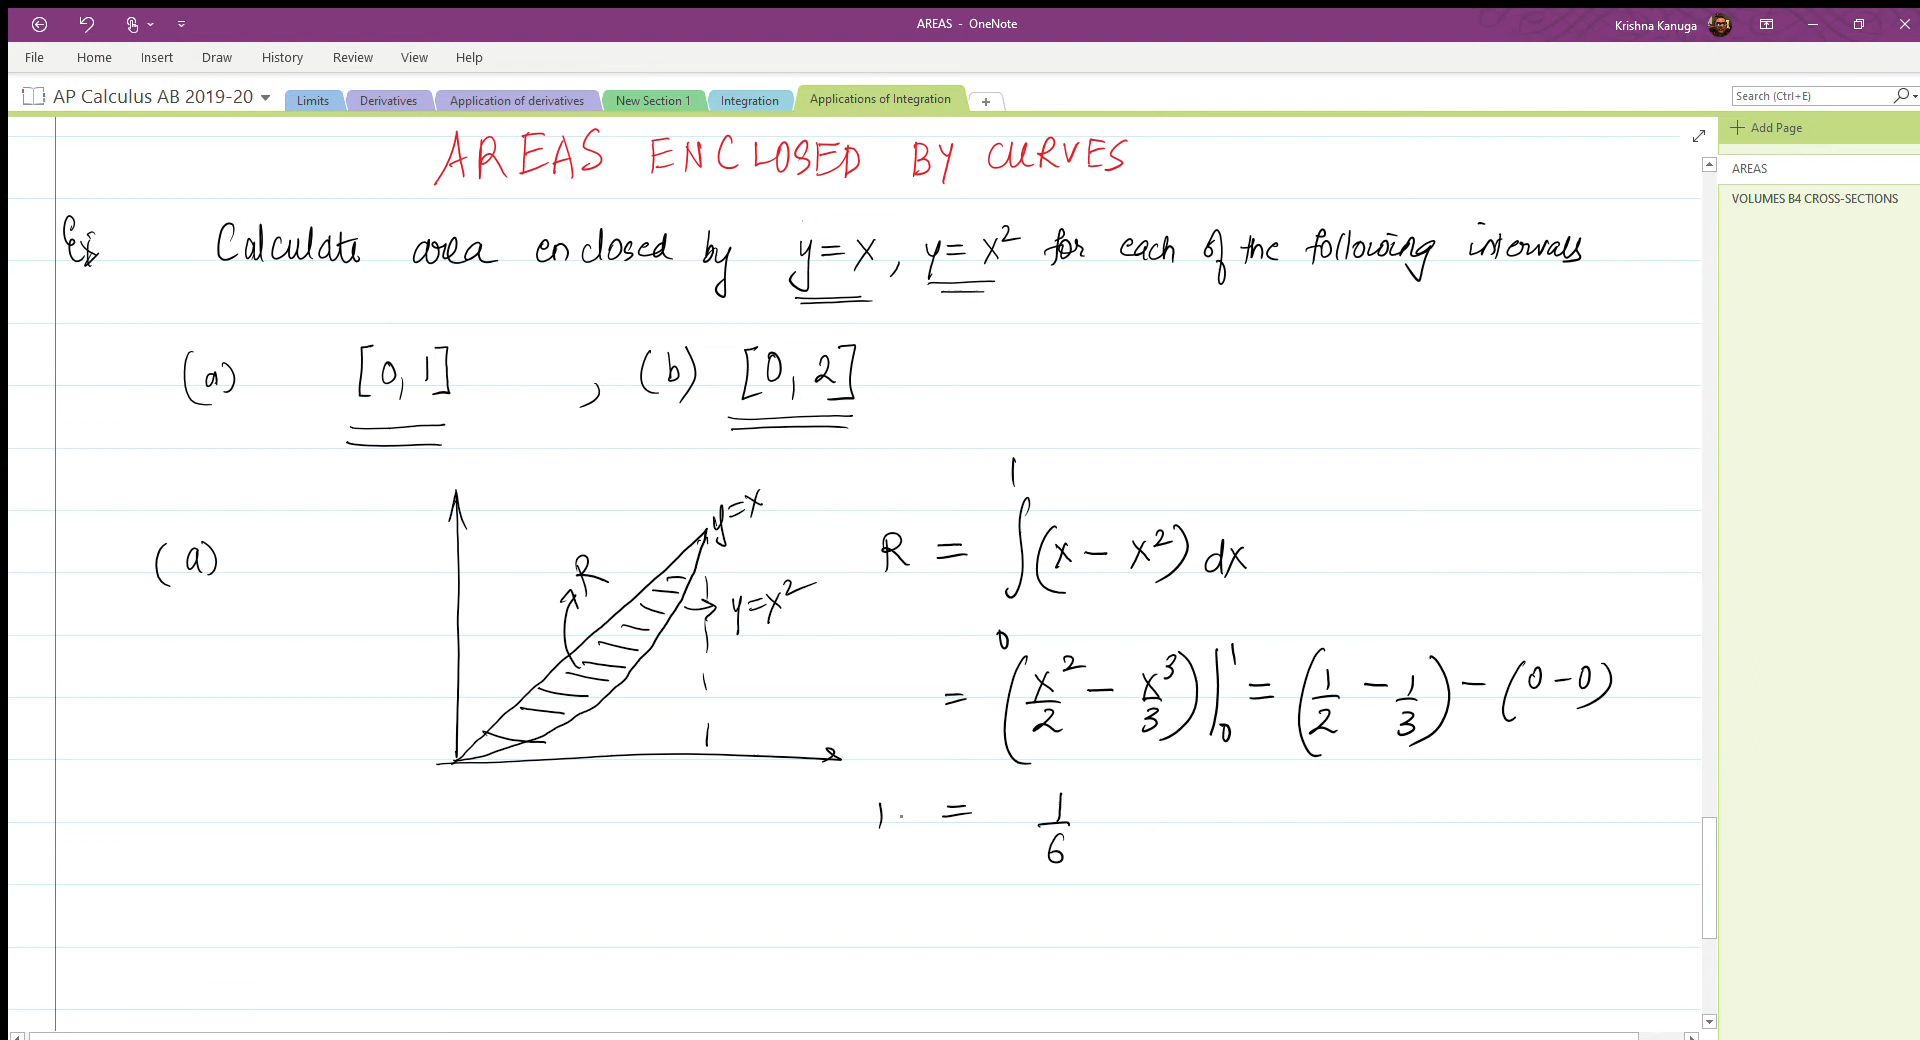 AREAS - OneNote
Krishna Kanuga
File Home Insert Draw History Review View Help
AP Calculus AB 2019-20
Limits Derivatives Application of derivatives New Section 1 Integration Applications of Integration +
Search (Ctrl+E)
Add Page
AREAS
VOLUMES B4 CROSS-SECTIONS
AREAS ENCLOSED BY CURVES
Ex Calculate area enclosed by y=x, y=x² for each of the following intervals
(a) [0, 1] , (b) [0, 2]
(a)
y=x
R
y=x²
R = ∫₀¹ (x - x²) dx
= (x²/2 - x³/3)|₀¹ = (1/2 - 1/3) - (0-0)
= 1/6